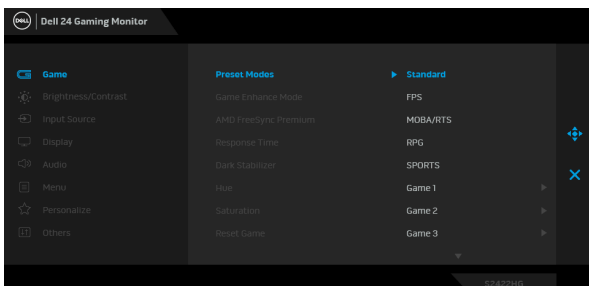 DELL Dell 24 Gaming Monitor
Game Preset Modes Standard
Brightness/Contrast Game Enhance Mode FPS
Input Source AMD FreeSync Premium MOBA/RTS
Display Response Time RPG
Audio Dark Stabilizer SPORTS
Menu Hue Game 1
Personalize Saturation Game 2
Others Reset Game Game 3
S2422HG